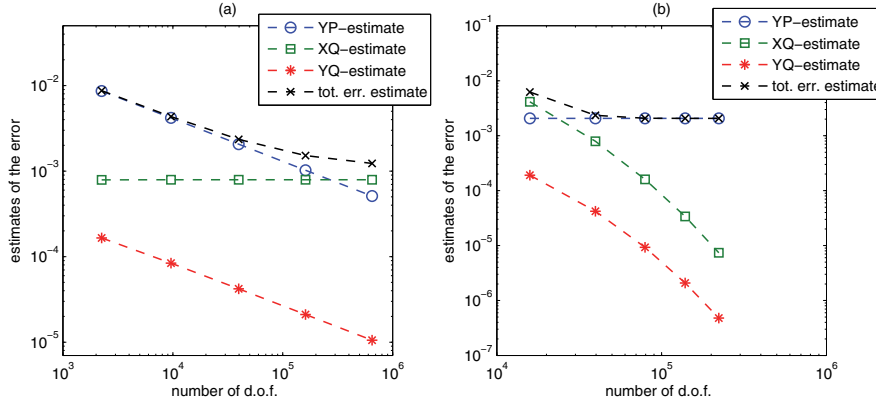 (a)
YP−estimate
XQ−estimate
YQ−estimate
tot. err. estimate
10^−2
10^−3
10^−4
10^−5
estimates of the error
10^3
10^4
10^5
10^6
number of d.o.f.
(b)
YP−estimate
XQ−estimate
YQ−estimate
tot. err. estimate
10^−1
10^−2
10^−3
10^−4
10^−5
10^−6
10^−7
estimates of the error
10^4
10^5
10^6
number of d.o.f.